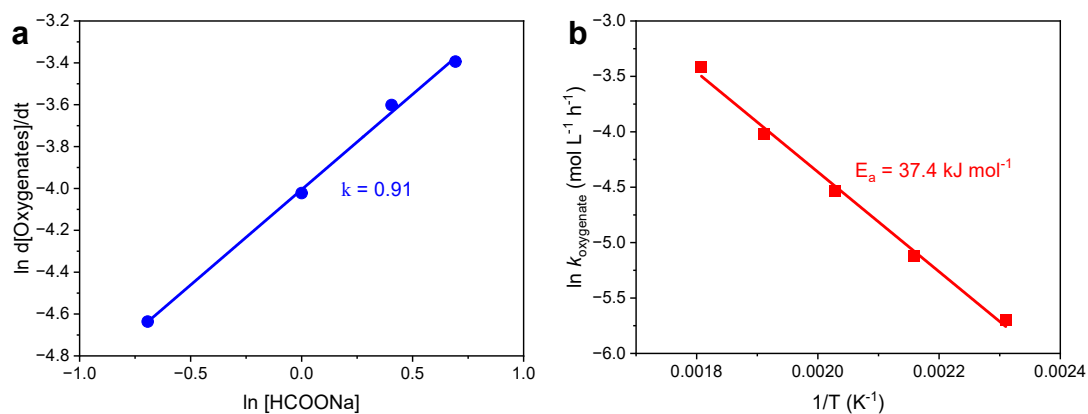 a
−3.2
−3.4
−3.6
−3.8
−4.0
−4.2
−4.4
−4.6
−4.8
ln d[Oxygenates]/dt
k = 0.91
−1.0 −0.5 0.0 0.5 1.0
ln [HCOONa]
b
−3.0
−3.5
−4.0
−4.5
−5.0
−5.5
−6.0
ln k_oxygenate (mol L⁻¹ h⁻¹)
Eₐ = 37.4 kJ mol⁻¹
0.0018 0.0020 0.0022 0.0024
1/T (K⁻¹)